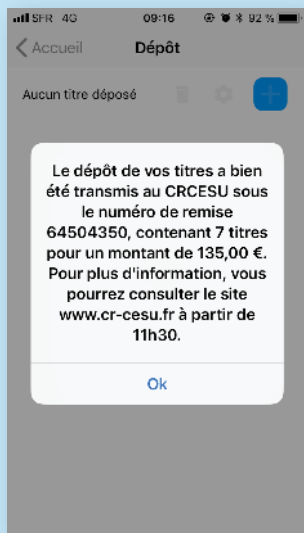 SFR 4G 09:16 92 %
Accueil Dépôt
Aucun titre déposé
Le dépôt de vos titres a bien
été transmis au CRCESU sous
le numéro de remise
64504350, contenant 7 titres
pour un montant de 135,00 €.
Pour plus d'information, vous
pourrez consulter le site
www.cr-cesu.fr à partir de
11h30.
Ok